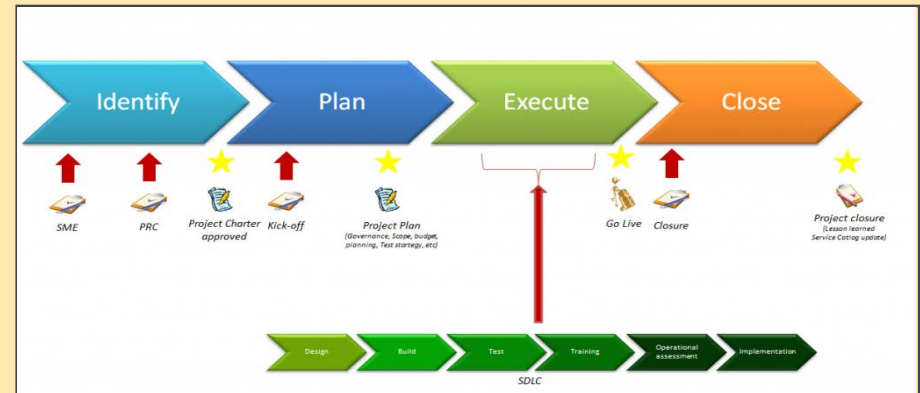 Identify
Plan
Execute
Close
SME
PRC
Project Charter
approved
Kick-off
Project Plan
(Governance, Scope, budget,
planning, Test startegy, etc)
Go Live
Closure
Project closure
(Lesson learned
Service Catlog update)
Design
Build
Test
Training
Operational
assessment
Implementation
SDLC